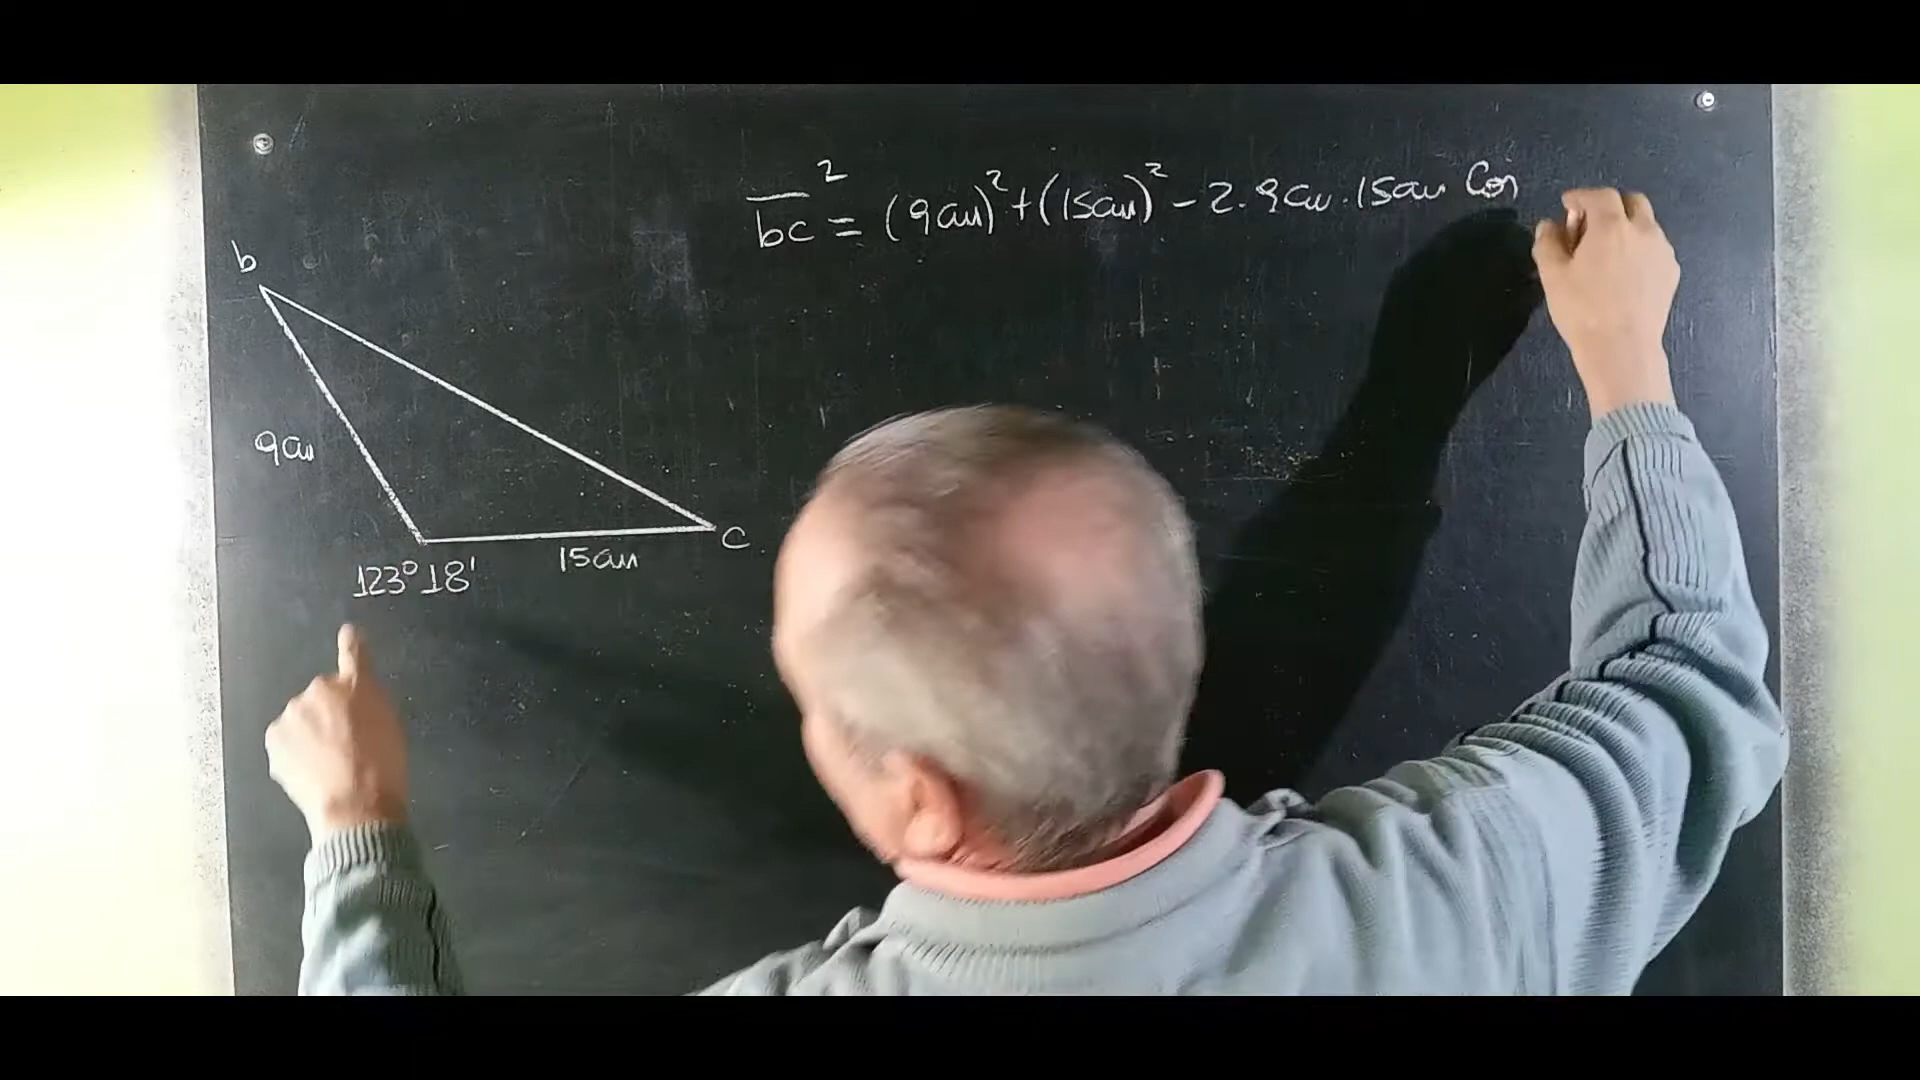 bc² = (9cm)² + (15cm)² - 2.9cm.15cm Cos
b
9cm
15cm
c
123° 18'